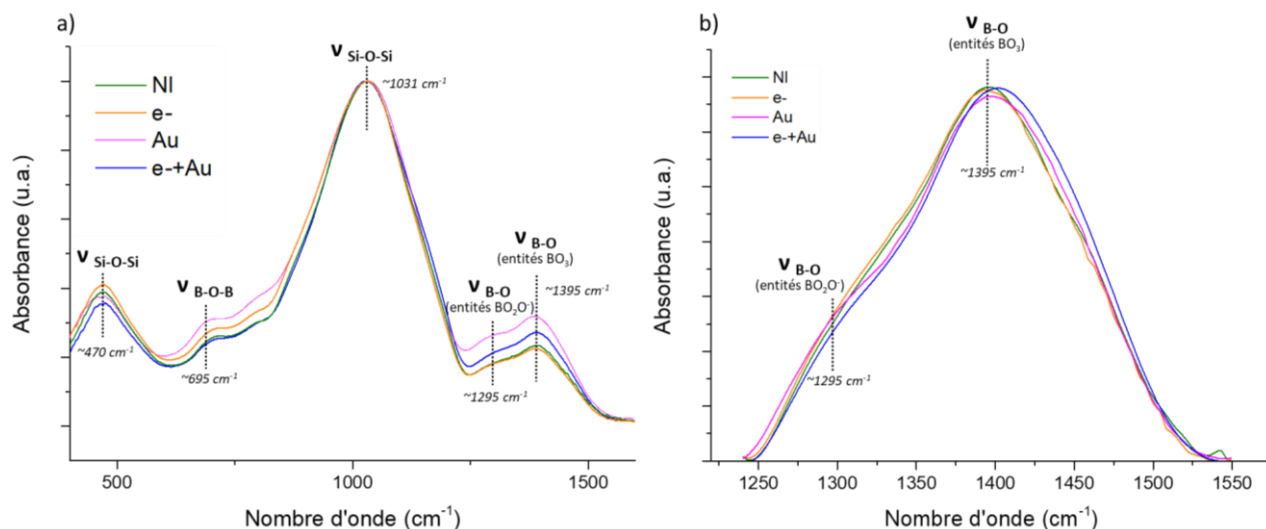 a)
NI
e-
Au
e-+Au
ν Si-O-Si
~1031 cm⁻¹
ν Si-O-Si
~470 cm⁻¹
ν B-O-B
~695 cm⁻¹
ν B-O
(entités BO₂O⁻)
~1295 cm⁻¹
ν B-O
(entités BO₃)
~1395 cm⁻¹
Absorbance (u.a.)
500
1000
1500
Nombre d'onde (cm⁻¹)
b)
NI
e-
Au
e-+Au
ν B-O
(entités BO₃)
~1395 cm⁻¹
ν B-O
(entités BO₂O⁻)
~1295 cm⁻¹
Absorbance (u.a.)
1250 1300 1350 1400 1450 1500 1550
Nombre d'onde (cm⁻¹)